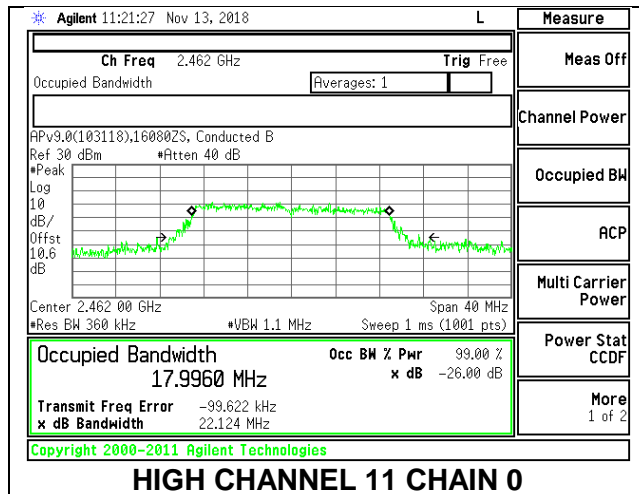 Agilent 11:21:27 Nov 13, 2018 L
Measure
Ch Freq 2.462 GHz Trig Free
Occupied Bandwidth Averages: 1
APv9.0(103118),16080ZS, Conducted B
Ref 30 dBm #Atten 40 dB
#Peak
Log
10
dB/
Offst
10.6
dB
Center 2.462 00 GHz Span 40 MHz
#Res BW 360 kHz #VBW 1.1 MHz Sweep 1 ms (1001 pts)
Occupied Bandwidth Occ BW % Pwr 99.00 %
17.9960 MHz x dB -26.00 dB
Transmit Freq Error -99.622 kHz
x dB Bandwidth 22.124 MHz
Copyright 2000-2011 Agilent Technologies
Meas Off
Channel Power
Occupied BW
ACP
Multi Carrier
Power
Power Stat
CCDF
More
1 of 2
HIGH CHANNEL 11 CHAIN 0